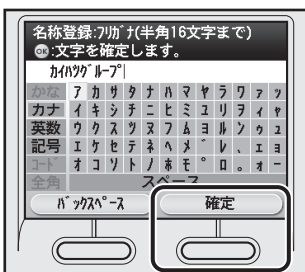 名称登録:ﾌﾘｶﾞﾅ(半角16文字まで)
OK:文字を確定します。
ｶｲﾊﾂｸﾞﾙｰﾌﾟ
かな ｱ ｶ ｻ ﾀ ﾅ ﾊ ﾏ ﾔ ﾗ ﾜ ｧ ｯ
カナ ｲ ｷ ｼ ﾁ ﾆ ﾋ ﾐ ﾕ ﾘ ｦ ｨ ｬ
英数 ｳ ｸ ｽ ﾂ ﾇ ﾌ ﾑ ﾖ ﾙ ﾝ ｩ ｭ
記号 ｴ ｹ ｾ ﾃ ﾈ ﾍ ﾒ ﾞ ﾚ 、 ｪ ｮ
ｺｰﾄﾞ ｵ ｺ ｿ ﾄ ﾉ ﾎ ﾓ ﾟ ﾛ 。 ｫ ｰ
全角 スペース
ﾊﾞｯｸｽﾍﾟｰｽ 確定